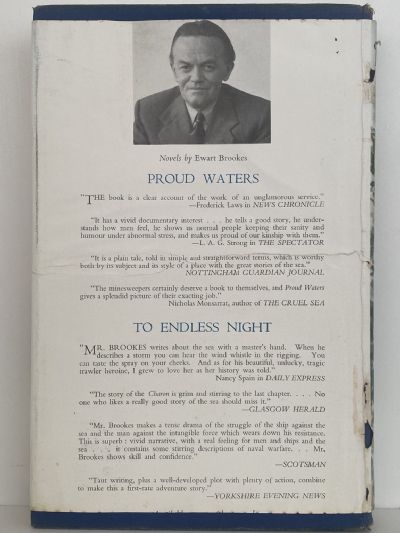 Novels by Ewart Brookes
PROUD WATERS
"THE book is a clear account of the work of an unglamorous service."
—Frederick Laws in NEWS CHRONICLE
"It has a vivid documentary interest . . . he tells a good story, he under-
stands how men feel, he shows us normal people keeping their sanity and
humour under abnormal stress, and makes us proud of our kinship with them."
—L. A. G. Strong in THE SPECTATOR
"It is a plain tale, told in simple and straightforward terms, which is worthy
both by its subject and its style of a place with the great stories of the sea."
NOTTINGHAM GUARDIAN JOURNAL
"The minesweepers certainly deserve a book to themselves, and Proud Waters
gives a splendid picture of their exacting job."
Nicholas Monsarrat, author of THE CRUEL SEA
TO ENDLESS NIGHT
"MR. BROOKES writes about the sea with a master's hand. When he
describes a storm you can hear the wind whistle in the rigging. You
can taste the spray on your cheeks. And as for his beautiful, unlucky, tragic
trawler heroine, I grew to love her as her history was told."
Nancy Spain in DAILY EXPRESS
"The story of the Charon is grim and stirring to the last chapter. . . . No
one who likes a really good story of the sea should miss it."
—GLASGOW HERALD
"Mr. Brookes makes a tense drama of the struggle of the ship against the
sea and the man against the intangible force which wears down his resistance.
This is superb : vivid narrative, with a real feeling for men and ships and the
sea . . . it contains some stirring descriptions of naval warfare. . . Mr.
Brookes shows skill and confidence."
—SCOTSMAN
"Taut writing, plus a well-developed plot with plenty of action, combine
to make this a first-rate adventure story."
—YORKSHIRE EVENING NEWS